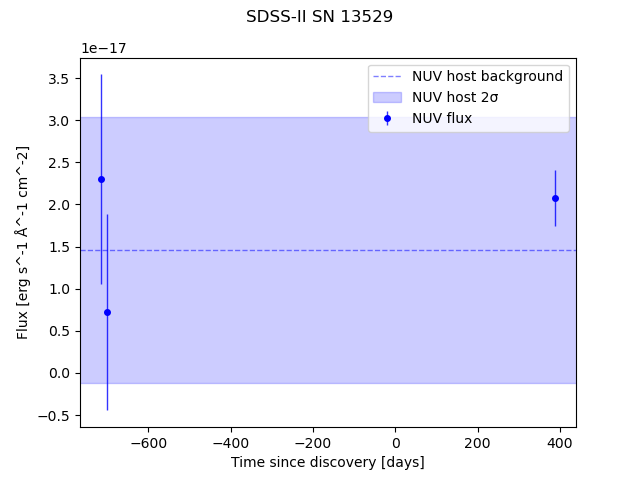 SDSS-II SN 13529
1e−17
NUV host background
NUV host 2σ
NUV flux
3.5
3.0
2.5
2.0
1.5
1.0
0.5
0.0
−0.5
Flux [erg s^-1 Å^-1 cm^-2]
−600 −400 −200 0 200 400
Time since discovery [days]